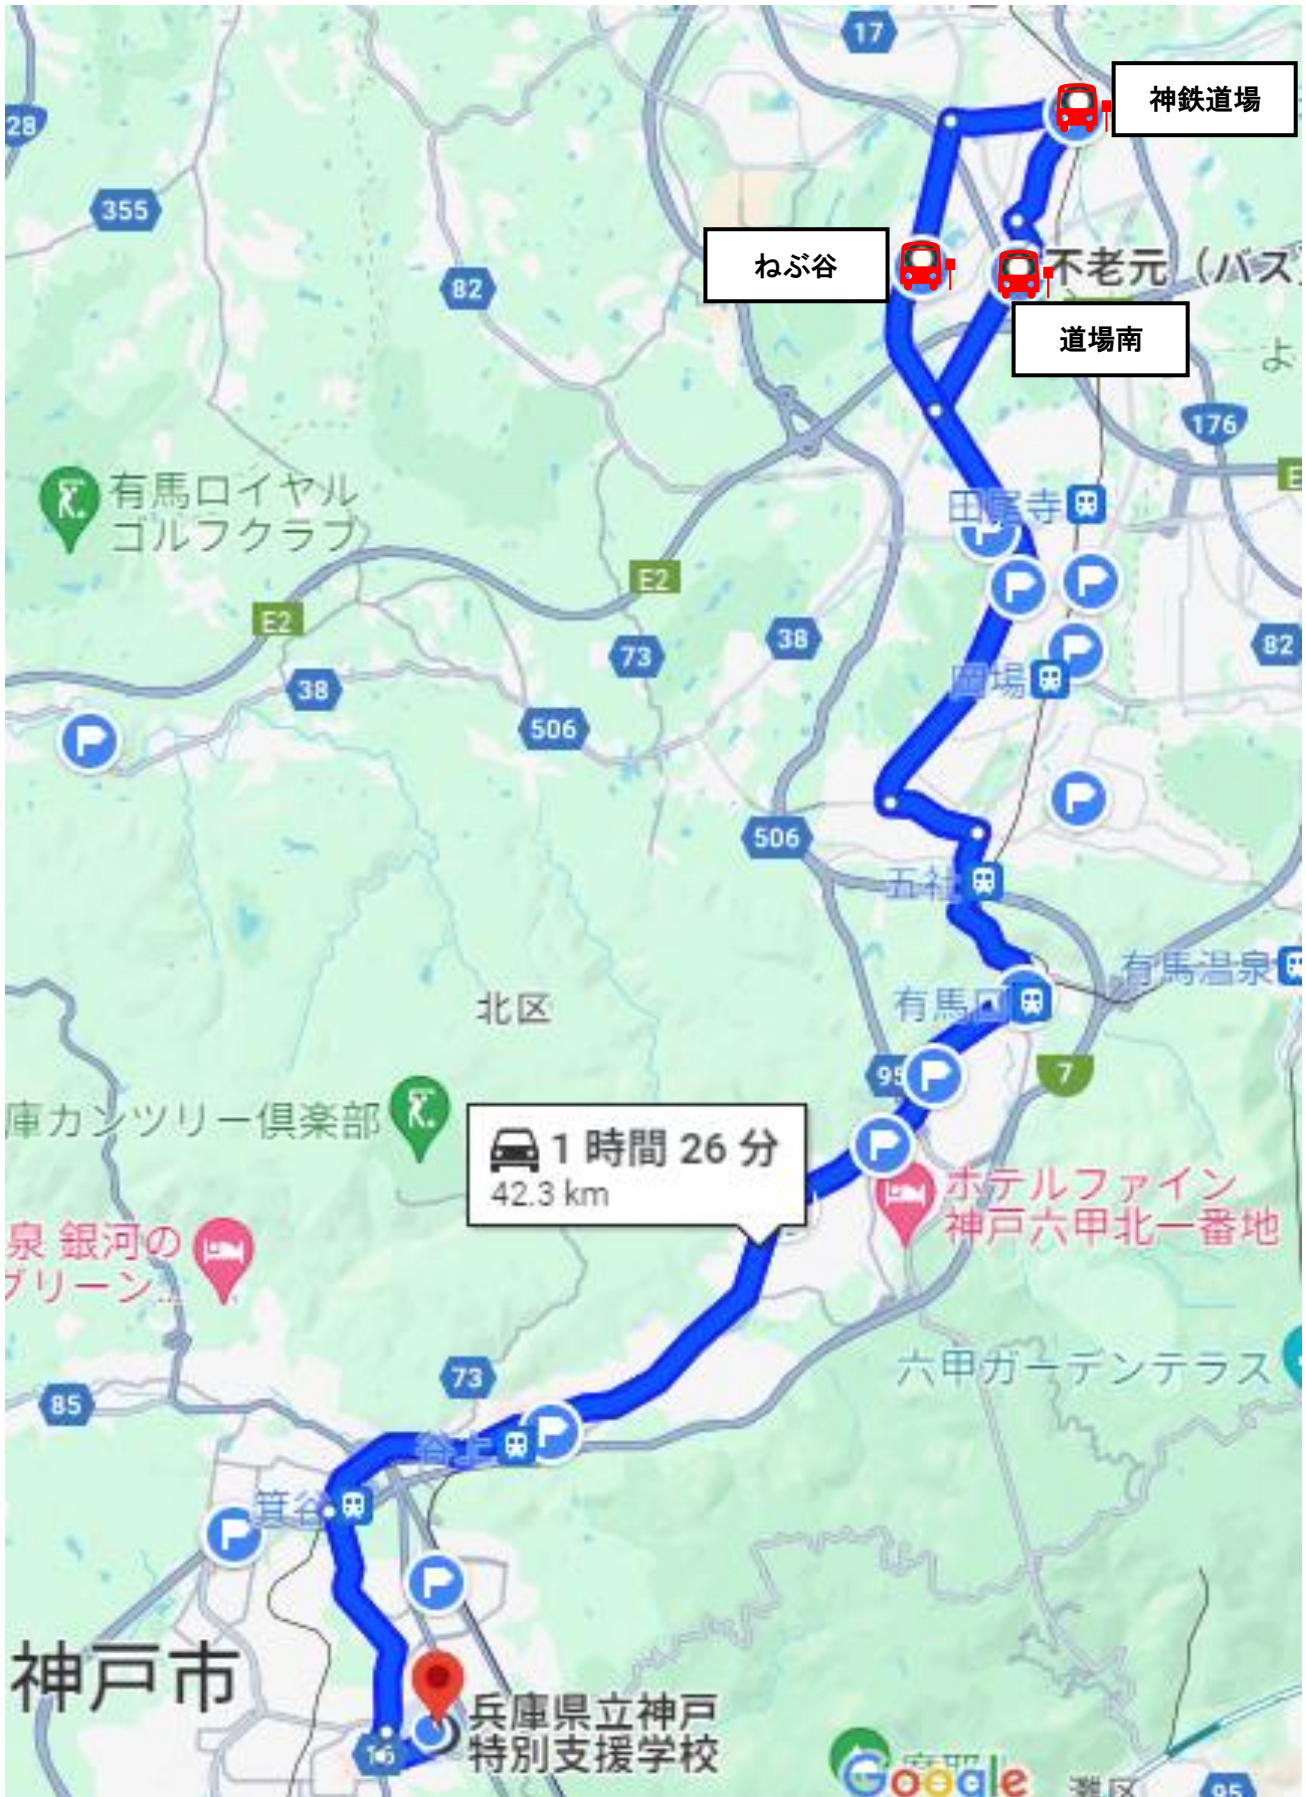 17
神鉄道場
28
355
ねぶ谷
不老元（バス）
82
道場南
よ
176
有馬ロイヤル
ゴルフクラブ
E
田尾寺
E2
E2
38
73
82
38
岡場
506
506
五社
有馬温泉
北区
有馬口
95
7
庫カンツリー倶楽部
1 時間 26 分
42.3 km
ホテルファイン
神戸六甲北一番地
泉 銀河の
グリーン...
六甲ガーデンテラス
73
85
谷上
箕谷
神戸市
兵庫県立神戸
特別支援学校
Google
灘区
95